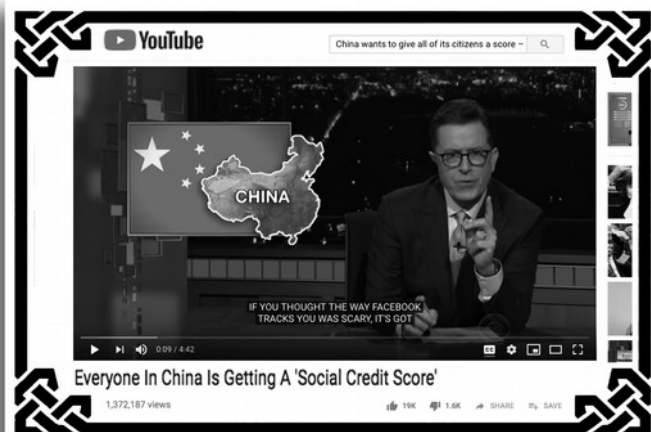 YouTube
China wants to give all of its citizens a score –
CHINA
IF YOU THOUGHT THE WAY FACEBOOK
TRACKS YOU WAS SCARY, IT'S GOT
0:09 / 4:42
Everyone In China Is Getting A 'Social Credit Score'
1,372,187 views
19K
1.6K
SHARE
SAVE